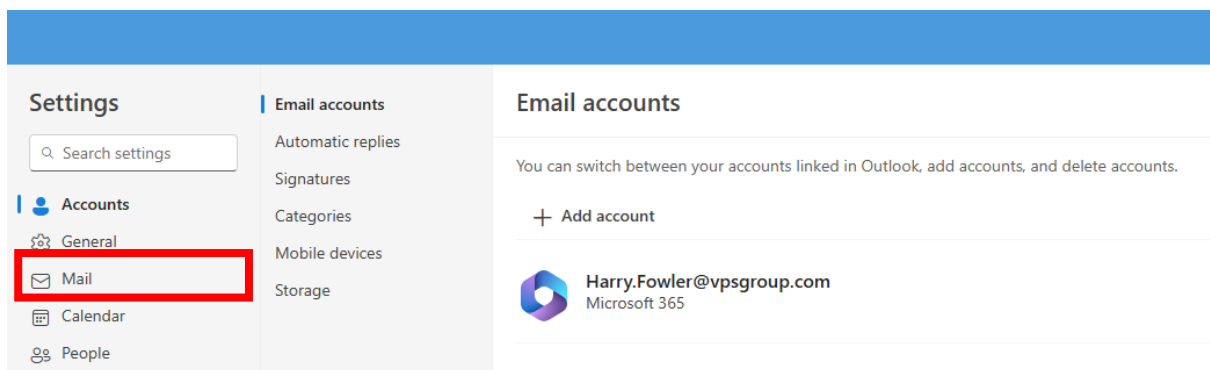 Settings
Search settings
Accounts
General
Mail
Calendar
People
Email accounts
Automatic replies
Signatures
Categories
Mobile devices
Storage
Email accounts
You can switch between your accounts linked in Outlook, add accounts, and delete accounts.
Add account
Harry.Fowler@vpsgroup.com
Microsoft 365